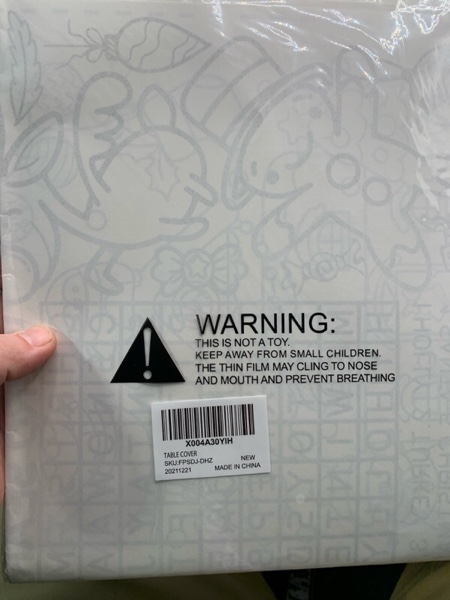 WARNING:
THIS IS NOT A TOY.
KEEP AWAY FROM SMALL CHILDREN.
THE THIN FILM MAY CLING TO NOSE
AND MOUTH AND PREVENT BREATHING
X004A30YIH
TABLE COVER
SKU:FPSDJ-DHZ NEW
20211221 MADE IN CHINA